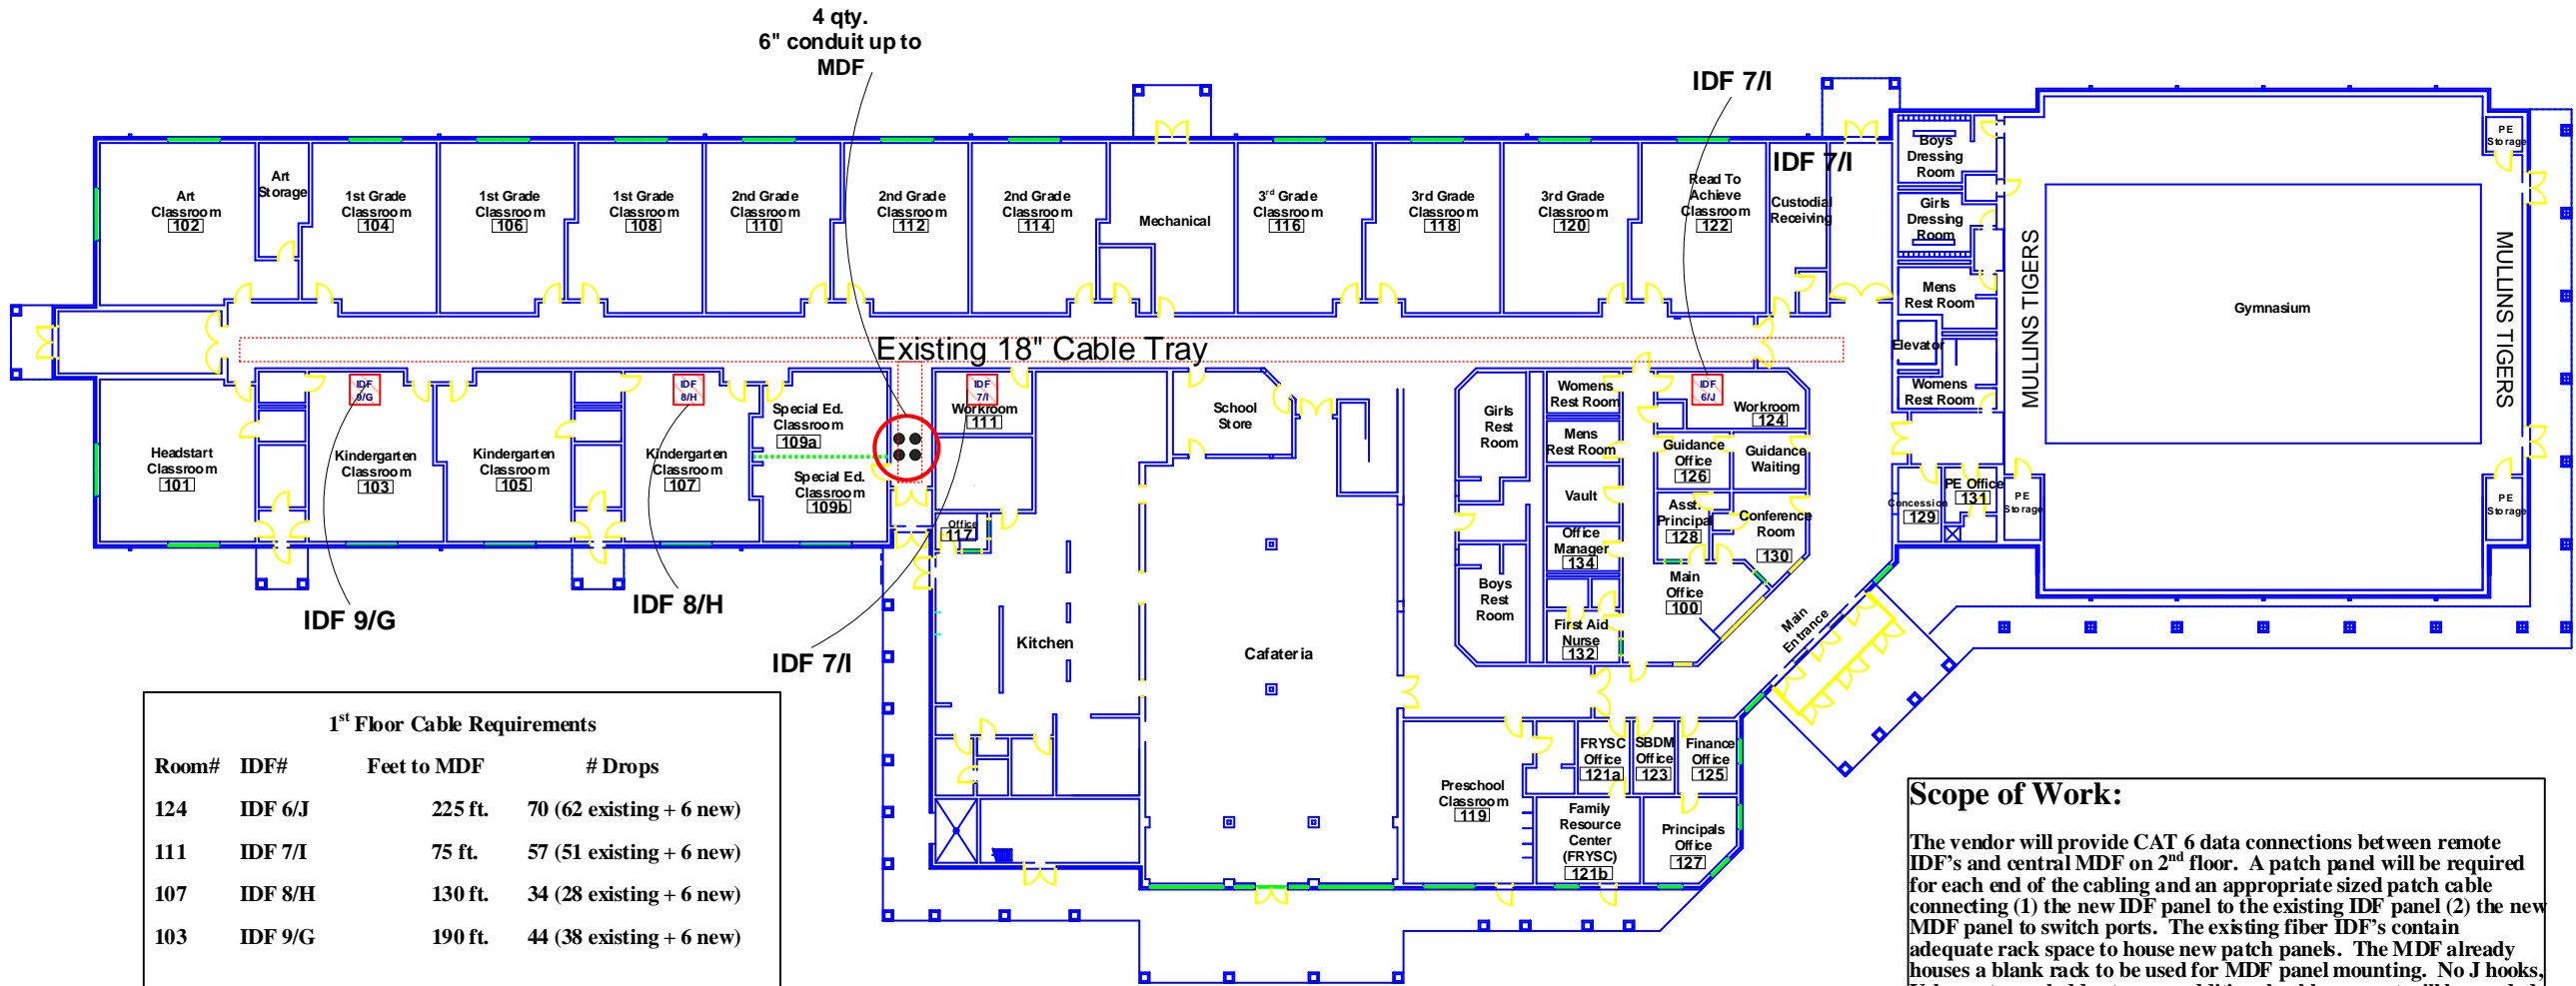 4 qty.
6" conduit up to
MDF
IDF 7/I
IDF 7/I
Art
Classroom
102
Art
Storage
1st Grade
Classroom
104
1st Grade
Classroom
106
1st Grade
Classroom
108
2nd Grade
Classroom
110
2nd Grade
Classroom
112
2nd Grade
Classroom
114
Mechanical
3rd Grade
Classroom
116
3rd Grade
Classroom
118
3rd Grade
Classroom
120
Read To
Achieve
Classroom
122
Custodial
Receiving
Boys
Dressing
Room
Girls
Dressing
Room
Mens
Rest Room
Elevator
Womens
Rest Room
PE
Storage
MULLINS TIGERS
Gymnasium
MULLINS TIGERS
Existing 18" Cable Tray
Headstart
Classroom
101
IDF
9/G
Kindergarten
Classroom
103
Kindergarten
Classroom
105
IDF
8/H
Kindergarten
Classroom
107
Special Ed.
Classroom
109a
Special Ed.
Classroom
109b
IDF
7/I
Workroom
111
Office
117
School
Store
Girls
Rest
Room
Boys
Rest
Room
Womens
Rest Room
Mens
Rest Room
Vault
Office
Manager
134
First Aid
Nurse
132
IDF
6/J
Workroom
124
Guidance
Office
126
Guidance
Waiting
Asst.
Principal
128
Conference
Room
130
Main
Office
100
Concession
129
PE Office
131
PE
Storage
PE
Storage
Main
Entrance
IDF 9/G
IDF 8/H
IDF 7/I
Kitchen
Cafateria
Preschool
Classroom
119
FRYSC
Office
121a
SBDM
Office
123
Finance
Office
125
Family
Resource
Center
(FRYSC)
121b
Principals
Office
127
1st Floor Cable Requirements
Room# IDF# Feet to MDF # Drops
124 IDF 6/J 225 ft. 70 (62 existing + 6 new)
111 IDF 7/I 75 ft. 57 (51 existing + 6 new)
107 IDF 8/H 130 ft. 34 (28 existing + 6 new)
103 IDF 9/G 190 ft. 44 (38 existing + 6 new)
Scope of Work:
The vendor will provide CAT 6 data connections between remote
IDF's and central MDF on 2nd floor. A patch panel will be required
for each end of the cabling and an appropriate sized patch cable
connecting (1) the new IDF panel to the existing IDF panel (2) the new
MDF panel to switch ports. The existing fiber IDF's contain
adequate rack space to house new patch panels. The MDF already
houses a blank rack to be used for MDF panel mounting. No J hooks,